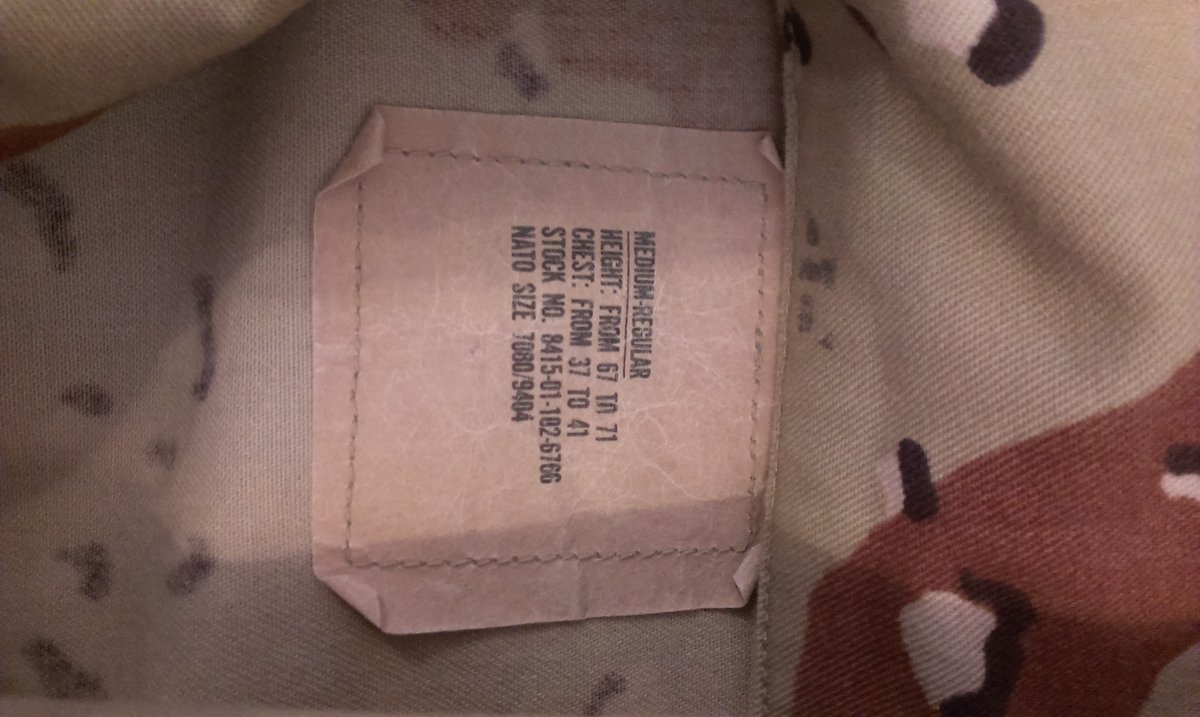 MEDIUM-REGULAR
HEIGHT: FROM 67 TO 71
CHEST: FROM 37 TO 41
STOCK NO. 8415-01-102-6766
NATO SIZE 7080/9404